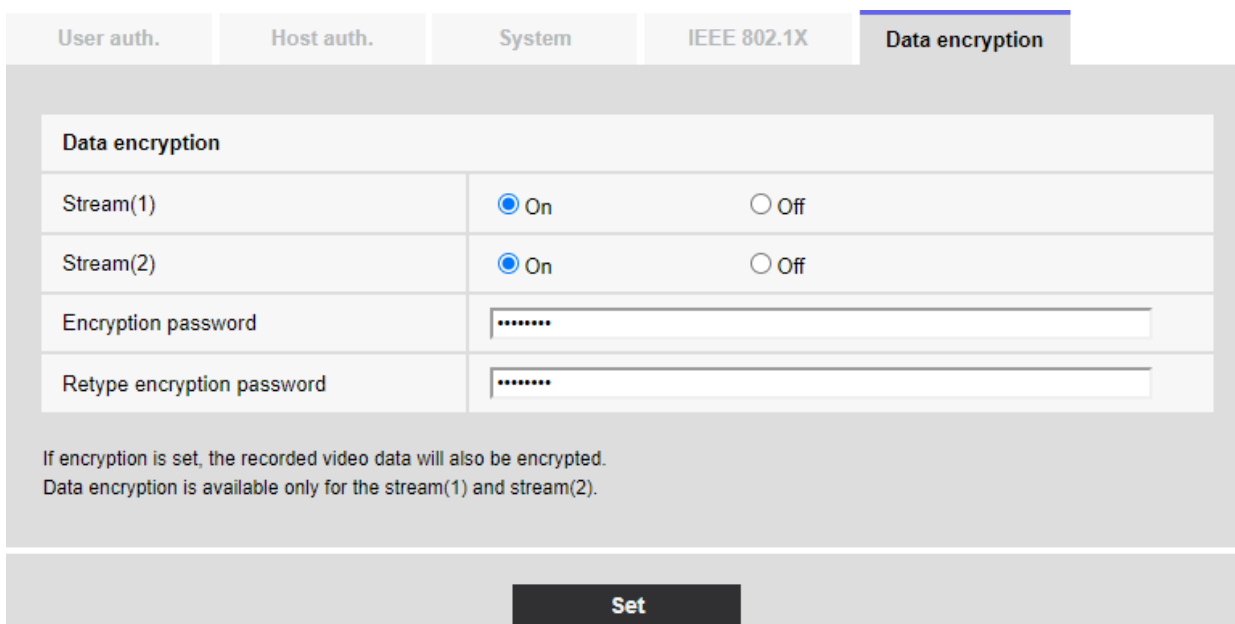 User auth. Host auth. System IEEE 802.1X Data encryption
Data encryption
Stream(1) On Off
Stream(2) On Off
Encryption password ••••••••
Retype encryption password ••••••••
If encryption is set, the recorded video data will also be encrypted.
Data encryption is available only for the stream(1) and stream(2).
Set